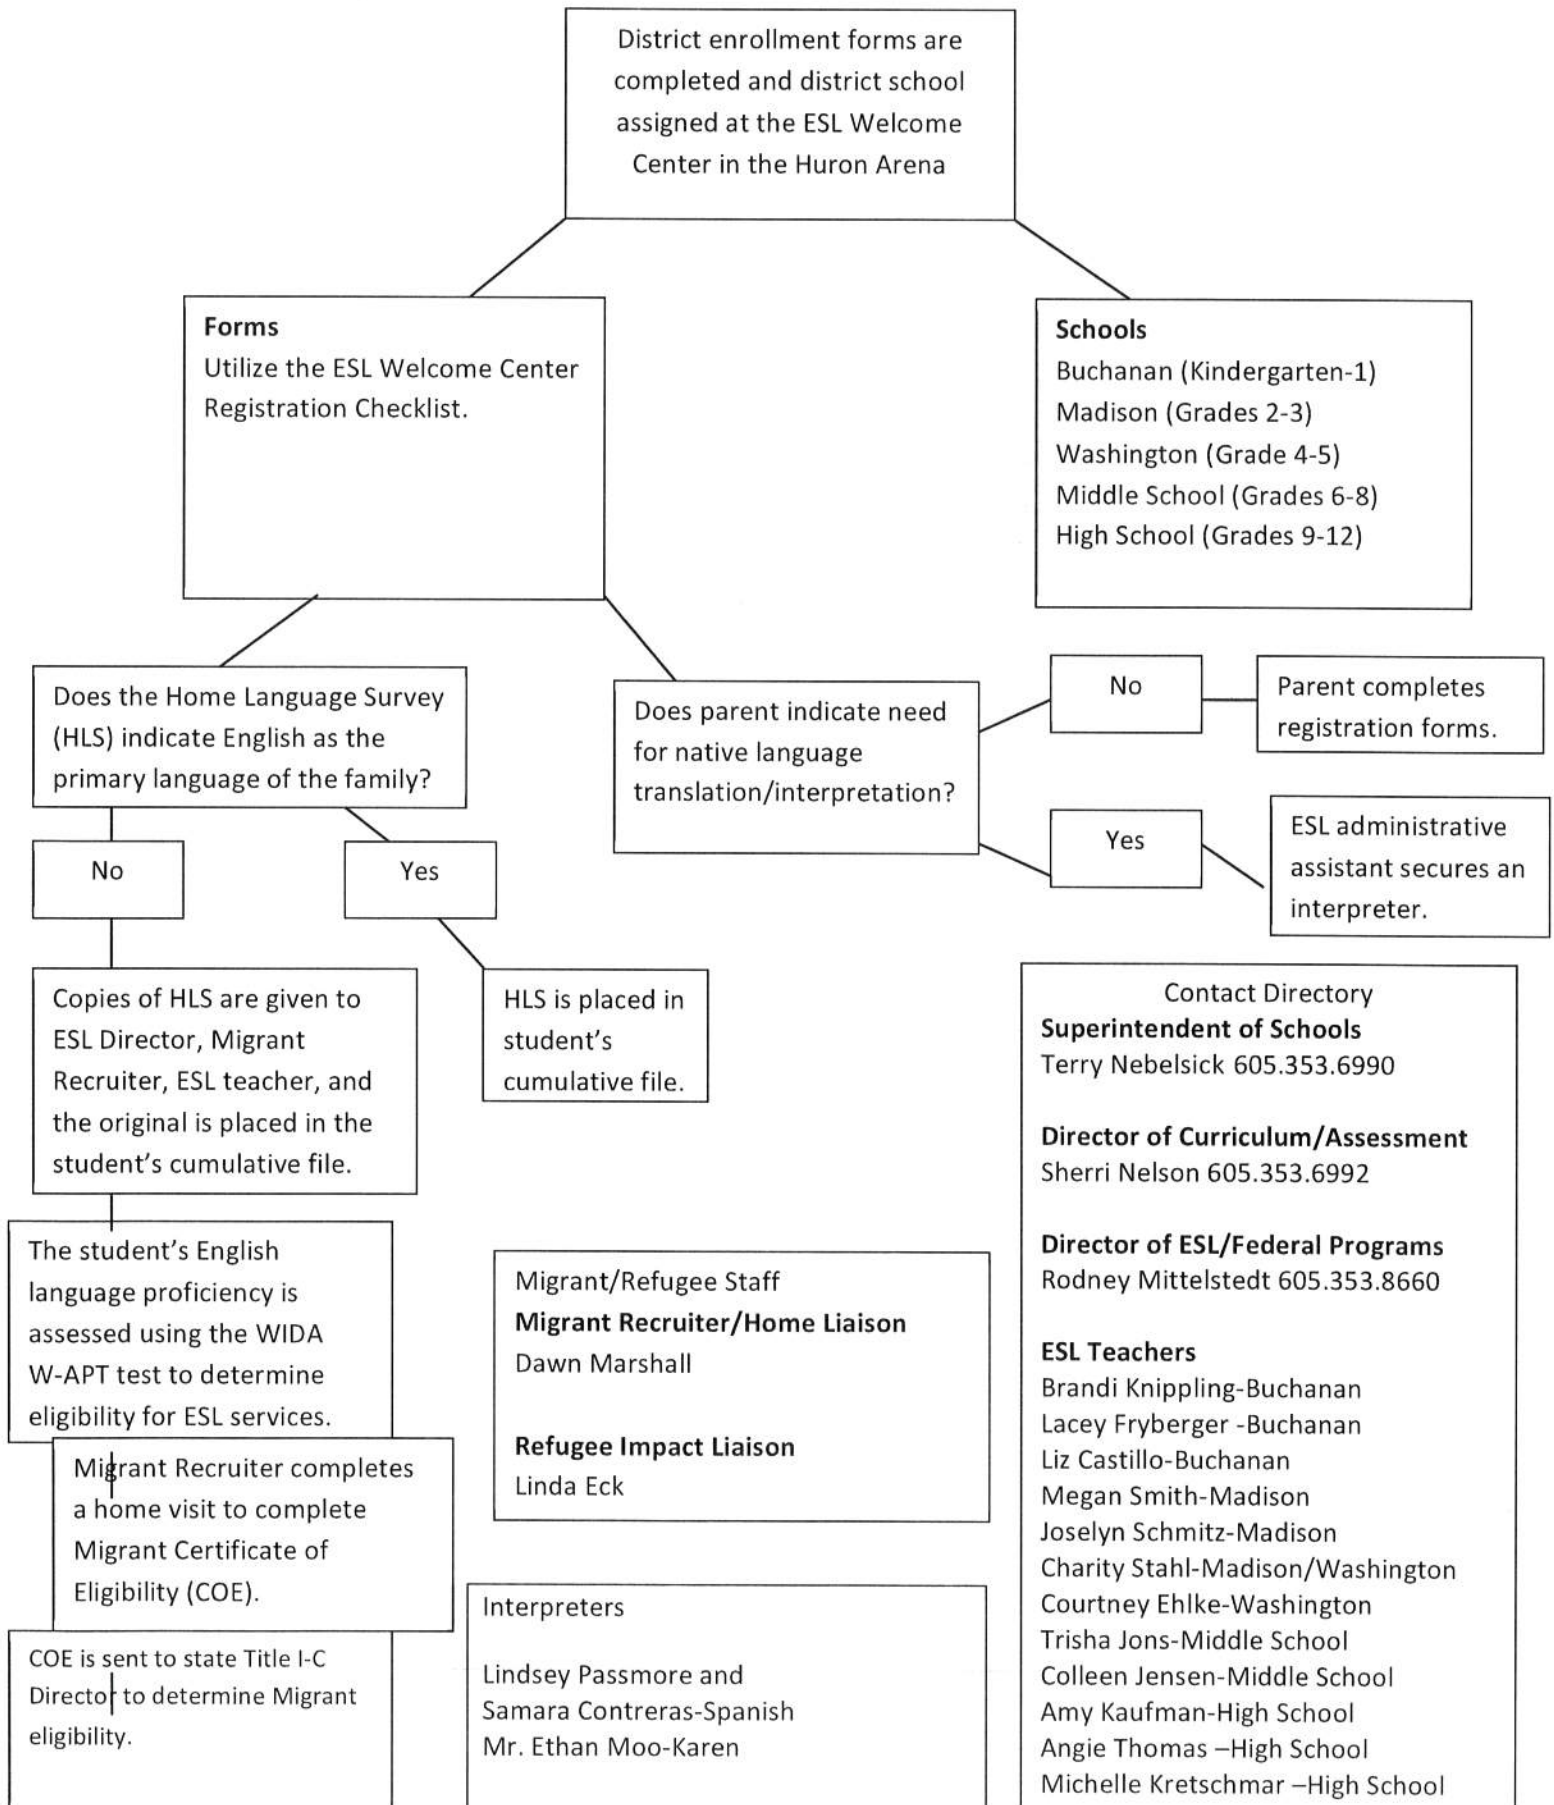 District enrollment forms are
completed and district school
assigned at the ESL Welcome
Center in the Huron Arena
Forms
Utilize the ESL Welcome Center
Registration Checklist.
Schools
Buchanan (Kindergarten-1)
Madison (Grades 2-3)
Washington (Grade 4-5)
Middle School (Grades 6-8)
High School (Grades 9-12)
Does the Home Language Survey
(HLS) indicate English as the
primary language of the family?
Does parent indicate need
for native language
translation/interpretation?
No
Parent completes
registration forms.
Yes
ESL administrative
assistant secures an
interpreter.
No
Yes
Copies of HLS are given to
ESL Director, Migrant
Recruiter, ESL teacher, and
the original is placed in the
student's cumulative file.
HLS is placed in
student's
cumulative file.
The student's English
language proficiency is
assessed using the WIDA
W-APT test to determine
eligibility for ESL services.
Migrant Recruiter completes
a home visit to complete
Migrant Certificate of
Eligibility (COE).
COE is sent to state Title I-C
Director to determine Migrant
eligibility.
Migrant/Refugee Staff
Migrant Recruiter/Home Liaison
Dawn Marshall
Refugee Impact Liaison
Linda Eck
Interpreters
Lindsey Passmore and
Samara Contreras-Spanish
Mr. Ethan Moo-Karen
Contact Directory
Superintendent of Schools
Terry Nebelsick 605.353.6990
Director of Curriculum/Assessment
Sherri Nelson 605.353.6992
Director of ESL/Federal Programs
Rodney Mittelstedt 605.353.8660
ESL Teachers
Brandi Knippling-Buchanan
Lacey Fryberger -Buchanan
Liz Castillo-Buchanan
Megan Smith-Madison
Joselyn Schmitz-Madison
Charity Stahl-Madison/Washington
Courtney Ehlke-Washington
Trisha Jons-Middle School
Colleen Jensen-Middle School
Amy Kaufman-High School
Angie Thomas –High School
Michelle Kretschmar –High School